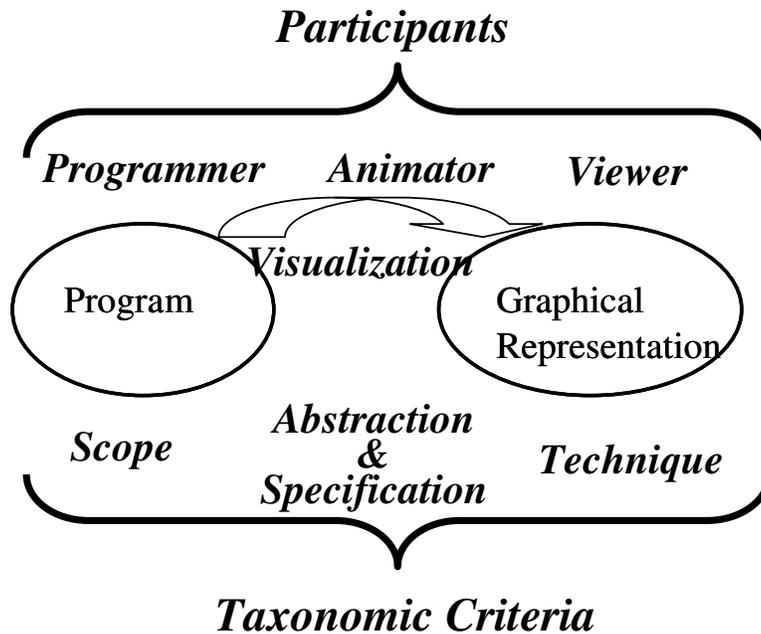 Participants
Programmer Animator Viewer
Visualization
Program
Graphical
Representation
Scope
Abstraction
&
Specification
Technique
Taxonomic Criteria